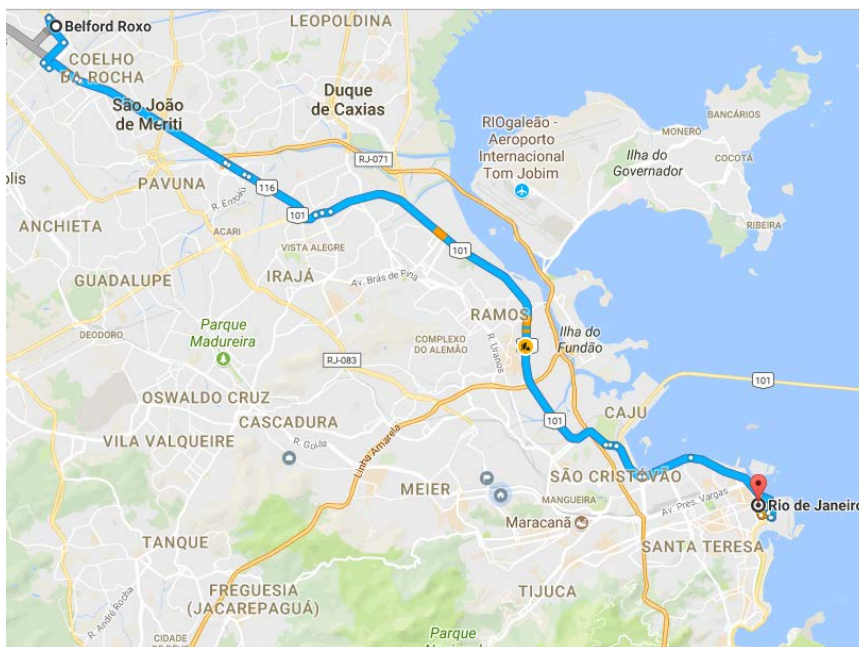 LEOPOLDINA
Belford Roxo
COELHO
DA ROCHA
São João
de Meriti
Duque
de Caxias
RIOgaleão -
Aeroporto
Internacional
Tom Jobim
BANCÁRIOS
MONERÓ
COCOTÁ
Ilha do
Governador
RIBEIRA
RJ-071
PAVUNA
116
101
ANCHIETA
ACARI
VISTA ALEGRE
101
IRAJÁ
Av. Brás de Pina
GUADALUPE
RAMOS
Ilha do
Fundão
DEODORO
Parque
Madureira
COMPLEXO
DO ALEMÃO
R. Uranos
RJ-083
101
OSWALDO CRUZ
CASCADURA
CAJU
101
VILA VALQUEIRE
R. Goiás
Linha Amarela
SÃO CRISTÓVÃO
MEIER
MANGUEIRA
Av. Pres. Vargas
Rio de Janeiro
Maracanã
TANQUE
SANTA TERESA
FREGUESIA
(JACAREPAGUÁ)
TIJUCA
R. André Rocha
CIDADE
Parque